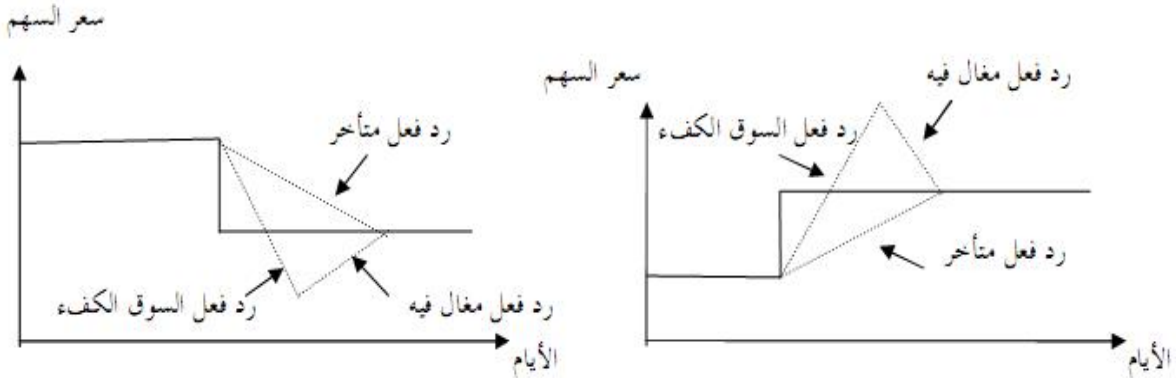 سعر السهم
رد فعل مغال فيه
سعر السهم
رد فعل السوق الكفء
رد فعل متأخر
رد فعل متأخر
رد فعل مغال فيه
رد فعل السوق الكفء
الأيام
الأيام